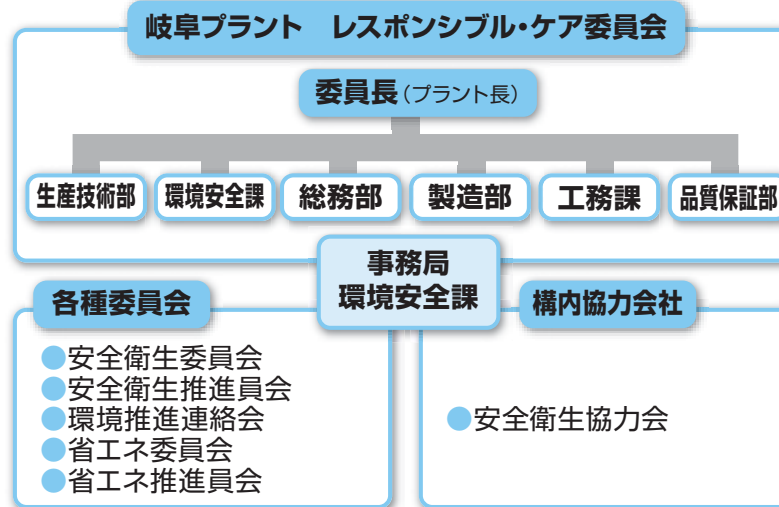 岐阜プラント　レスポンシブル・ケア委員会
委員長（プラント長）
生産技術部
環境安全課
総務部
製造部
工務課
品質保証部
事務局
環境安全課
各種委員会
●安全衛生委員会
●安全衛生推進員会
●環境推進連絡会
●省エネ委員会
●省エネ推進員会
構内協力会社
●安全衛生協力会